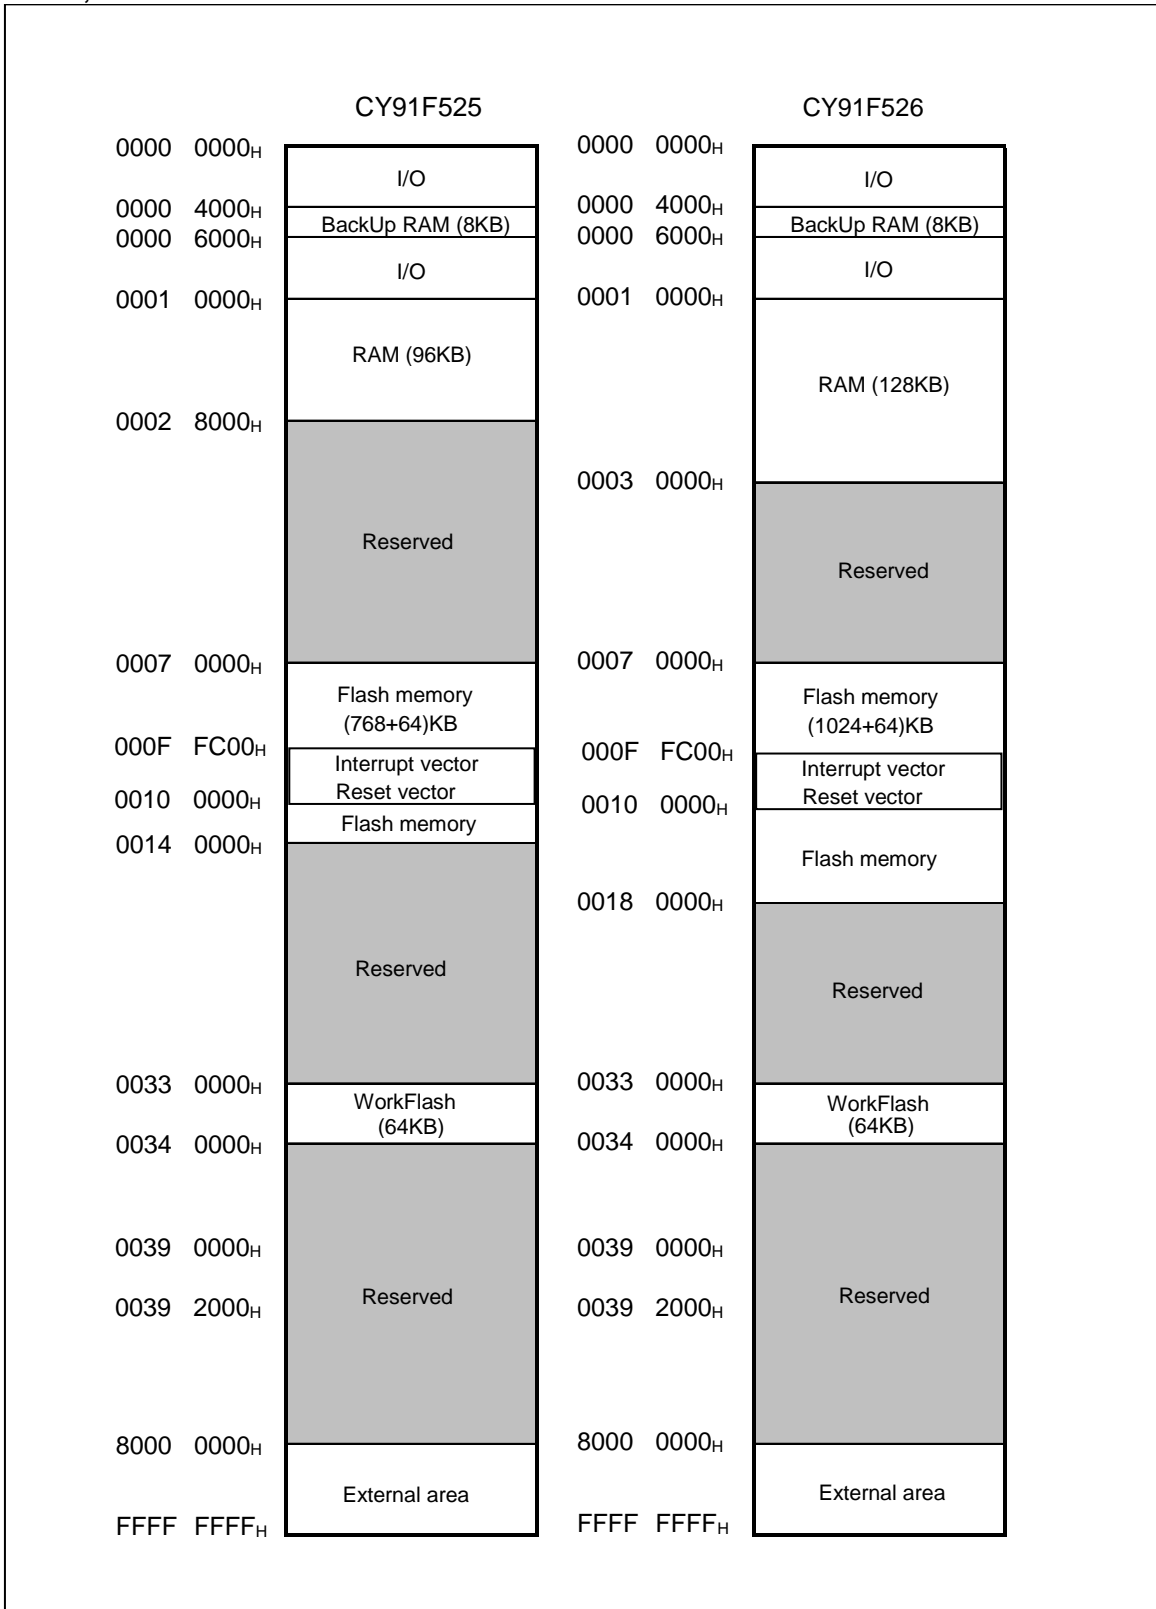 CY91F525
0000 0000H
I/O
0000 4000H
BackUp RAM (8KB)
0000 6000H
I/O
0001 0000H
RAM (96KB)
0002 8000H
Reserved
0007 0000H
Flash memory
(768+64)KB
000F FC00H
Interrupt vector
Reset vector
0010 0000H
Flash memory
0014 0000H
Reserved
0033 0000H
WorkFlash
(64KB)
0034 0000H
0039 0000H
Reserved
0039 2000H
8000 0000H
External area
FFFF FFFFH
CY91F526
0000 0000H
I/O
0000 4000H
BackUp RAM (8KB)
0000 6000H
I/O
0001 0000H
RAM (128KB)
0003 0000H
Reserved
0007 0000H
Flash memory
(1024+64)KB
000F FC00H
Interrupt vector
Reset vector
0010 0000H
Flash memory
0018 0000H
Reserved
0033 0000H
WorkFlash
(64KB)
0034 0000H
0039 0000H
Reserved
0039 2000H
8000 0000H
External area
FFFF FFFFH